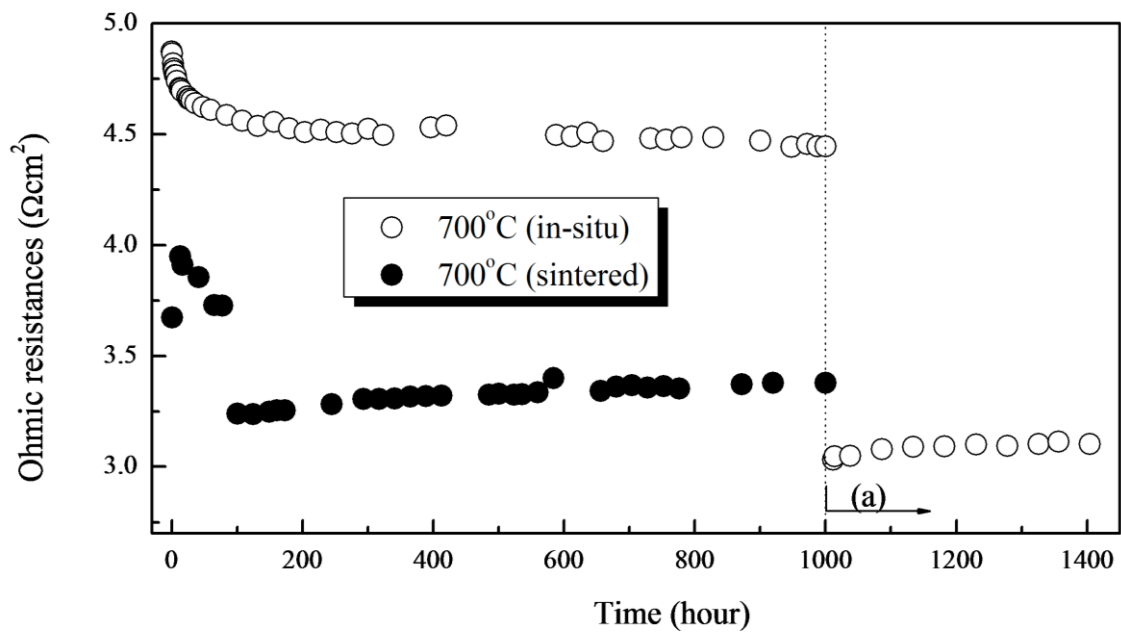 5.0
4.5
4.0
3.5
3.0
Ohmic resistances (Ωcm²)
700°C (in-situ)
700°C (sintered)
(a)
0 200 400 600 800 1000 1200 1400
Time (hour)